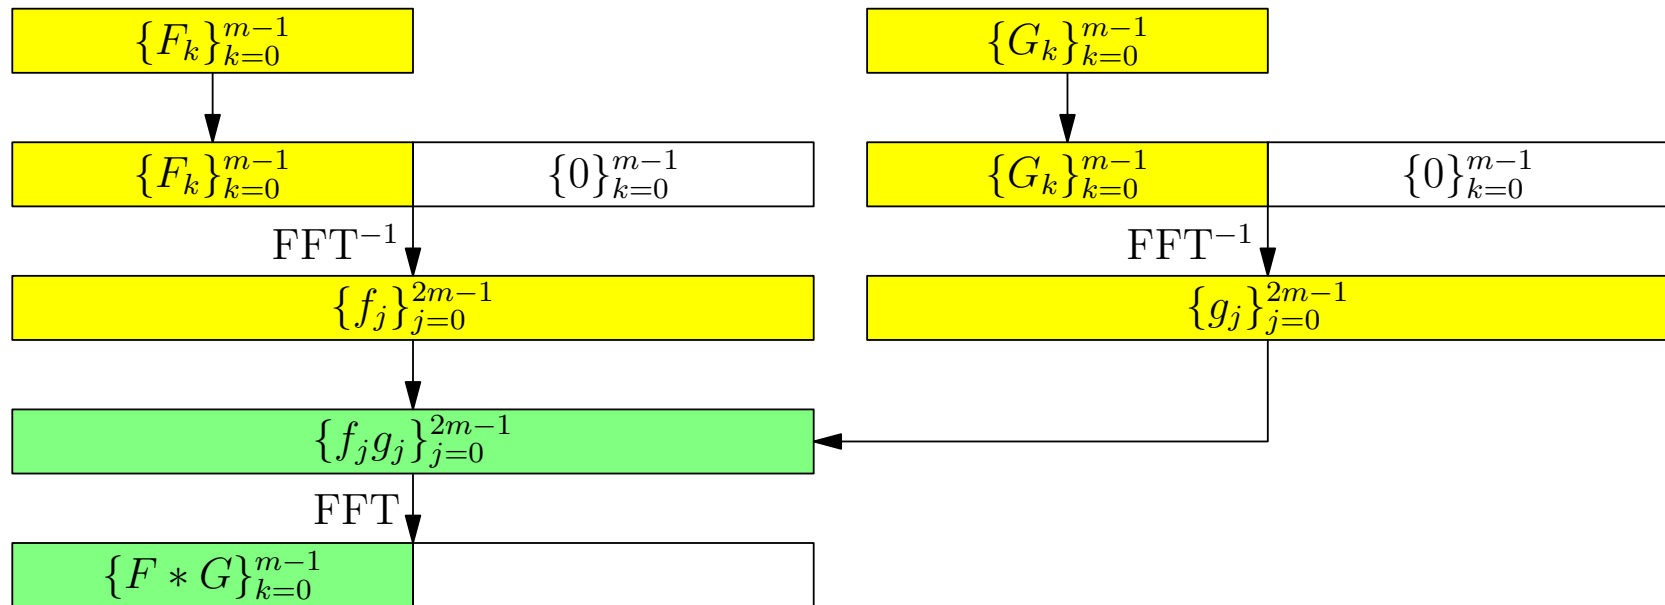 {F_k}_{k=0}^{m−1} {G_k}_{k=0}^{m−1}
{F_k}_{k=0}^{m−1} {0}_{k=0}^{m−1} {G_k}_{k=0}^{m−1} {0}_{k=0}^{m−1}
FFT^{−1} FFT^{−1}
{f_j}_{j=0}^{2m−1} {g_j}_{j=0}^{2m−1}
{f_j g_j}_{j=0}^{2m−1}
FFT
{F ∗ G}_{k=0}^{m−1}